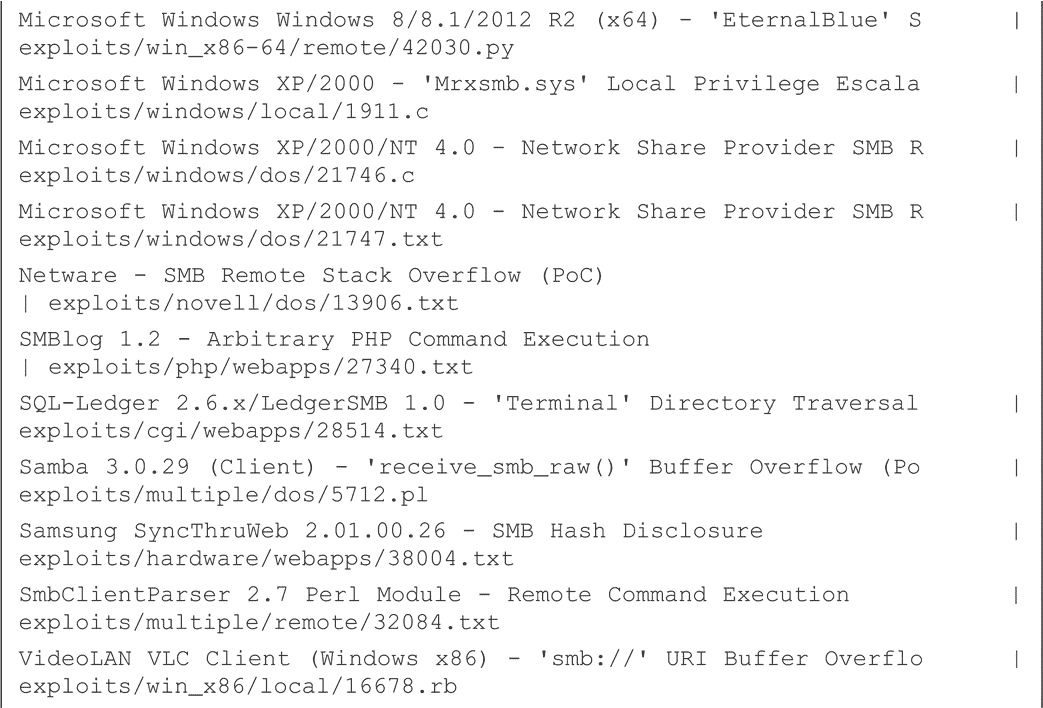 Microsoft Windows Windows 8/8.1/2012 R2 (x64) - 'EternalBlue' S |
exploits/win_x86-64/remote/42030.py
Microsoft Windows XP/2000 - 'Mrxsmb.sys' Local Privilege Escala |
exploits/windows/local/1911.c
Microsoft Windows XP/2000/NT 4.0 - Network Share Provider SMB R |
exploits/windows/dos/21746.c
Microsoft Windows XP/2000/NT 4.0 - Network Share Provider SMB R |
exploits/windows/dos/21747.txt
Netware - SMB Remote Stack Overflow (PoC)
| exploits/novell/dos/13906.txt
SMBlog 1.2 - Arbitrary PHP Command Execution
| exploits/php/webapps/27340.txt
SQL-Ledger 2.6.x/LedgerSMB 1.0 - 'Terminal' Directory Traversal |
exploits/cgi/webapps/28514.txt
Samba 3.0.29 (Client) - 'receive_smb_raw()' Buffer Overflow (Po |
exploits/multiple/dos/5712.pl
Samsung SyncThruWeb 2.01.00.26 - SMB Hash Disclosure |
exploits/hardware/webapps/38004.txt
SmbClientParser 2.7 Perl Module - Remote Command Execution |
exploits/multiple/remote/32084.txt
VideoLAN VLC Client (Windows x86) - 'smb://' URI Buffer Overflo |
exploits/win_x86/local/16678.rb